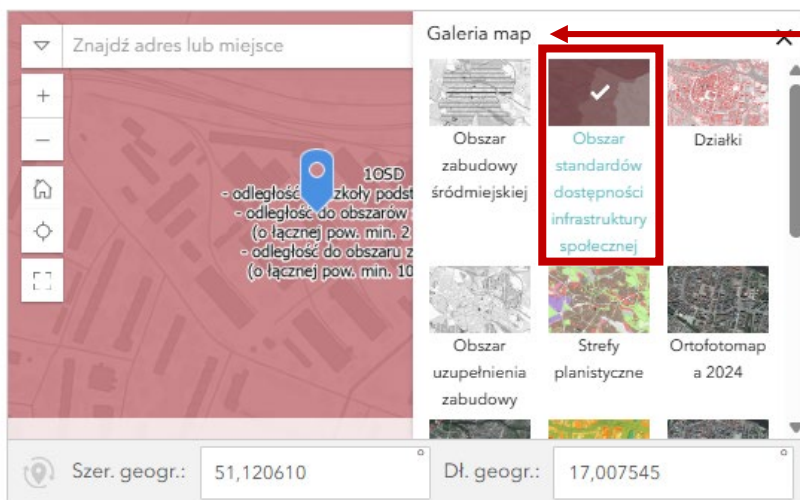 Znajdź adres lub miejsce
Galeria map
1OSD
- odległość zkoły podst
- odległość do obszarów
(o łącznej pow. min. 2
- odległość do obszaru z
(o łącznej pow. min. 10
Obszar
zabudowy
śródmiejskiej
Obszar
standardów
dostępności
infrastruktury
społecznej
Działki
Obszar
uzupełnienia
zabudowy
Strefy
planistyczne
Ortofotomap
a 2024
Szer. geogr.:
51,120610
°
Dł. geogr.:
17,007545
°